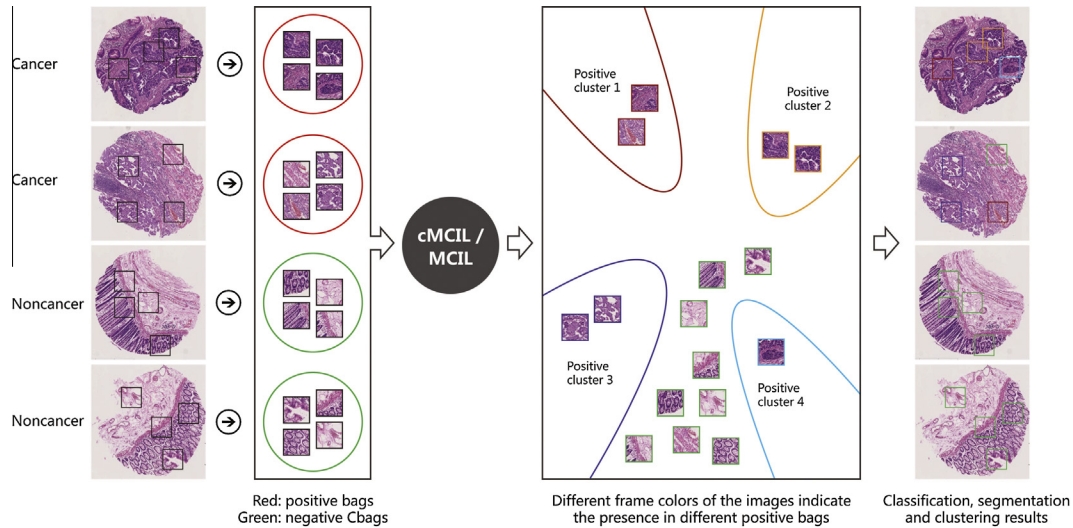 Cancer
Cancer
Noncancer
Noncancer
cMCIL /
MCIL
Positive
cluster 1
Positive
cluster 2
Positive
cluster 3
Positive
cluster 4
Red: positive bags
Green: negative Cbags
Different frame colors of the images indicate
the presence in different positive bags
Classification, segmentation
and clustering results